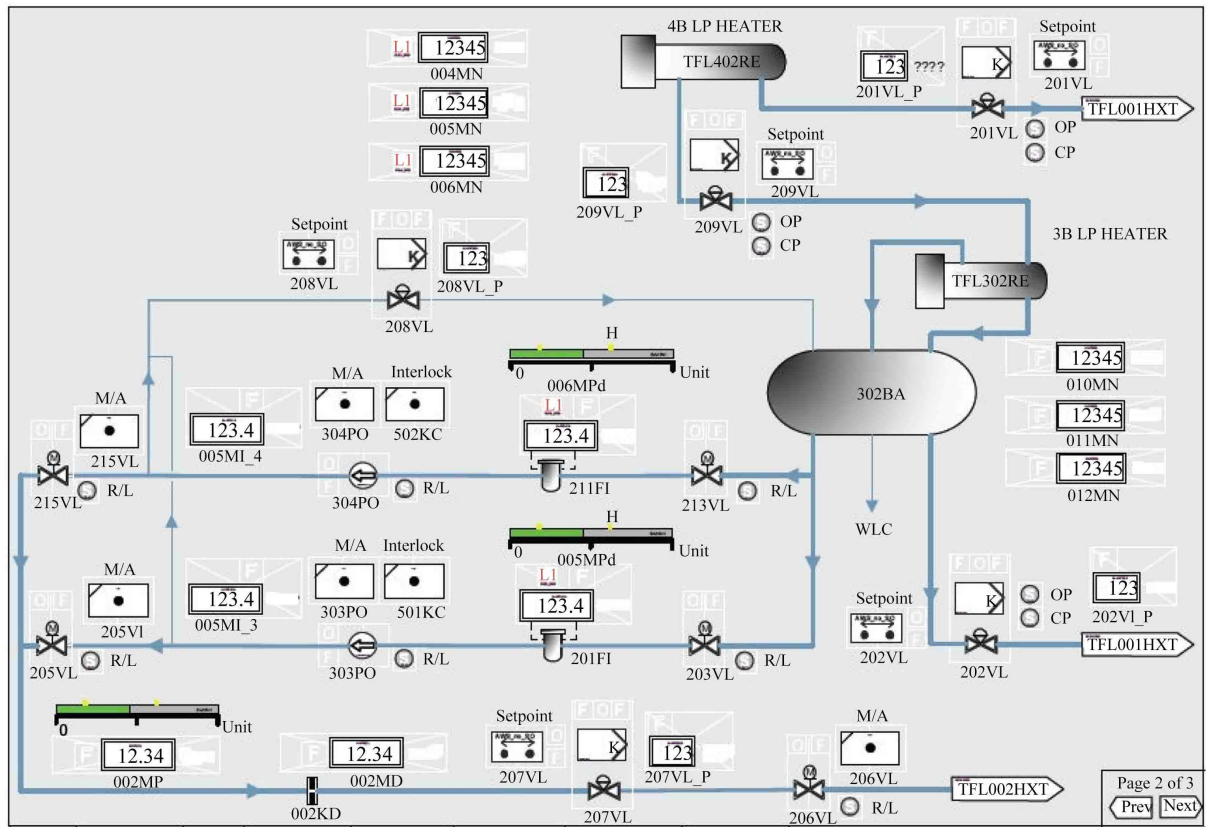 4B LP HEATER
TFL402RE
Setpoint
F O F
L1 12345
004MN
123 ????
201VL_P
K
AWS_no_SO
O
F
201VL
201VL
TFL001HXT
S OP
S CP
L1 12345
005MN
L1 12345
006MN
F O F
Setpoint
K
AWS_no_SO
O
F
209VL
F
123
209VL_P
209VL
S OP
S CP
3B LP HEATER
TFL302RE
Setpoint
F O F
AWS_no_SO
O
F
208VL
K
123
208VL_P
208VL
H
0
Unit
006MPd
302BA
F 12345
010MN
F 12345
011MN
F 12345
012MN
M/A
M/A
Interlock
215VL
123.4
005MI_4
304PO
502KC
L1
123.4
O F
M
215VL
S R/L
O
F
304PO
S R/L
211FI
O F
M
213VL
S R/L
WLC
H
0
Unit
005MPd
M/A
M/A
Interlock
205Vl
123.4
005MI_3
303PO
501KC
L1
123.4
O F
M
205VL
S R/L
O
F
303PO
S R/L
201FI
O F
M
203VL
S R/L
Setpoint
AWS_no_SO
O
F
202VL
F O F
K
S OP
S CP
F
123
202Vl_P
202VL
TFL001HXT
0
Unit
F 12.34
002MP
F 12.34
002MD
002KD
Setpoint
AWS_no_SO
O
F
207VL
F O F
K
F
123
207VL_P
207VL
M/A
206VL
O F
M
206VL
S R/L
TFL002HXT
Page 2 of 3
Prev Next